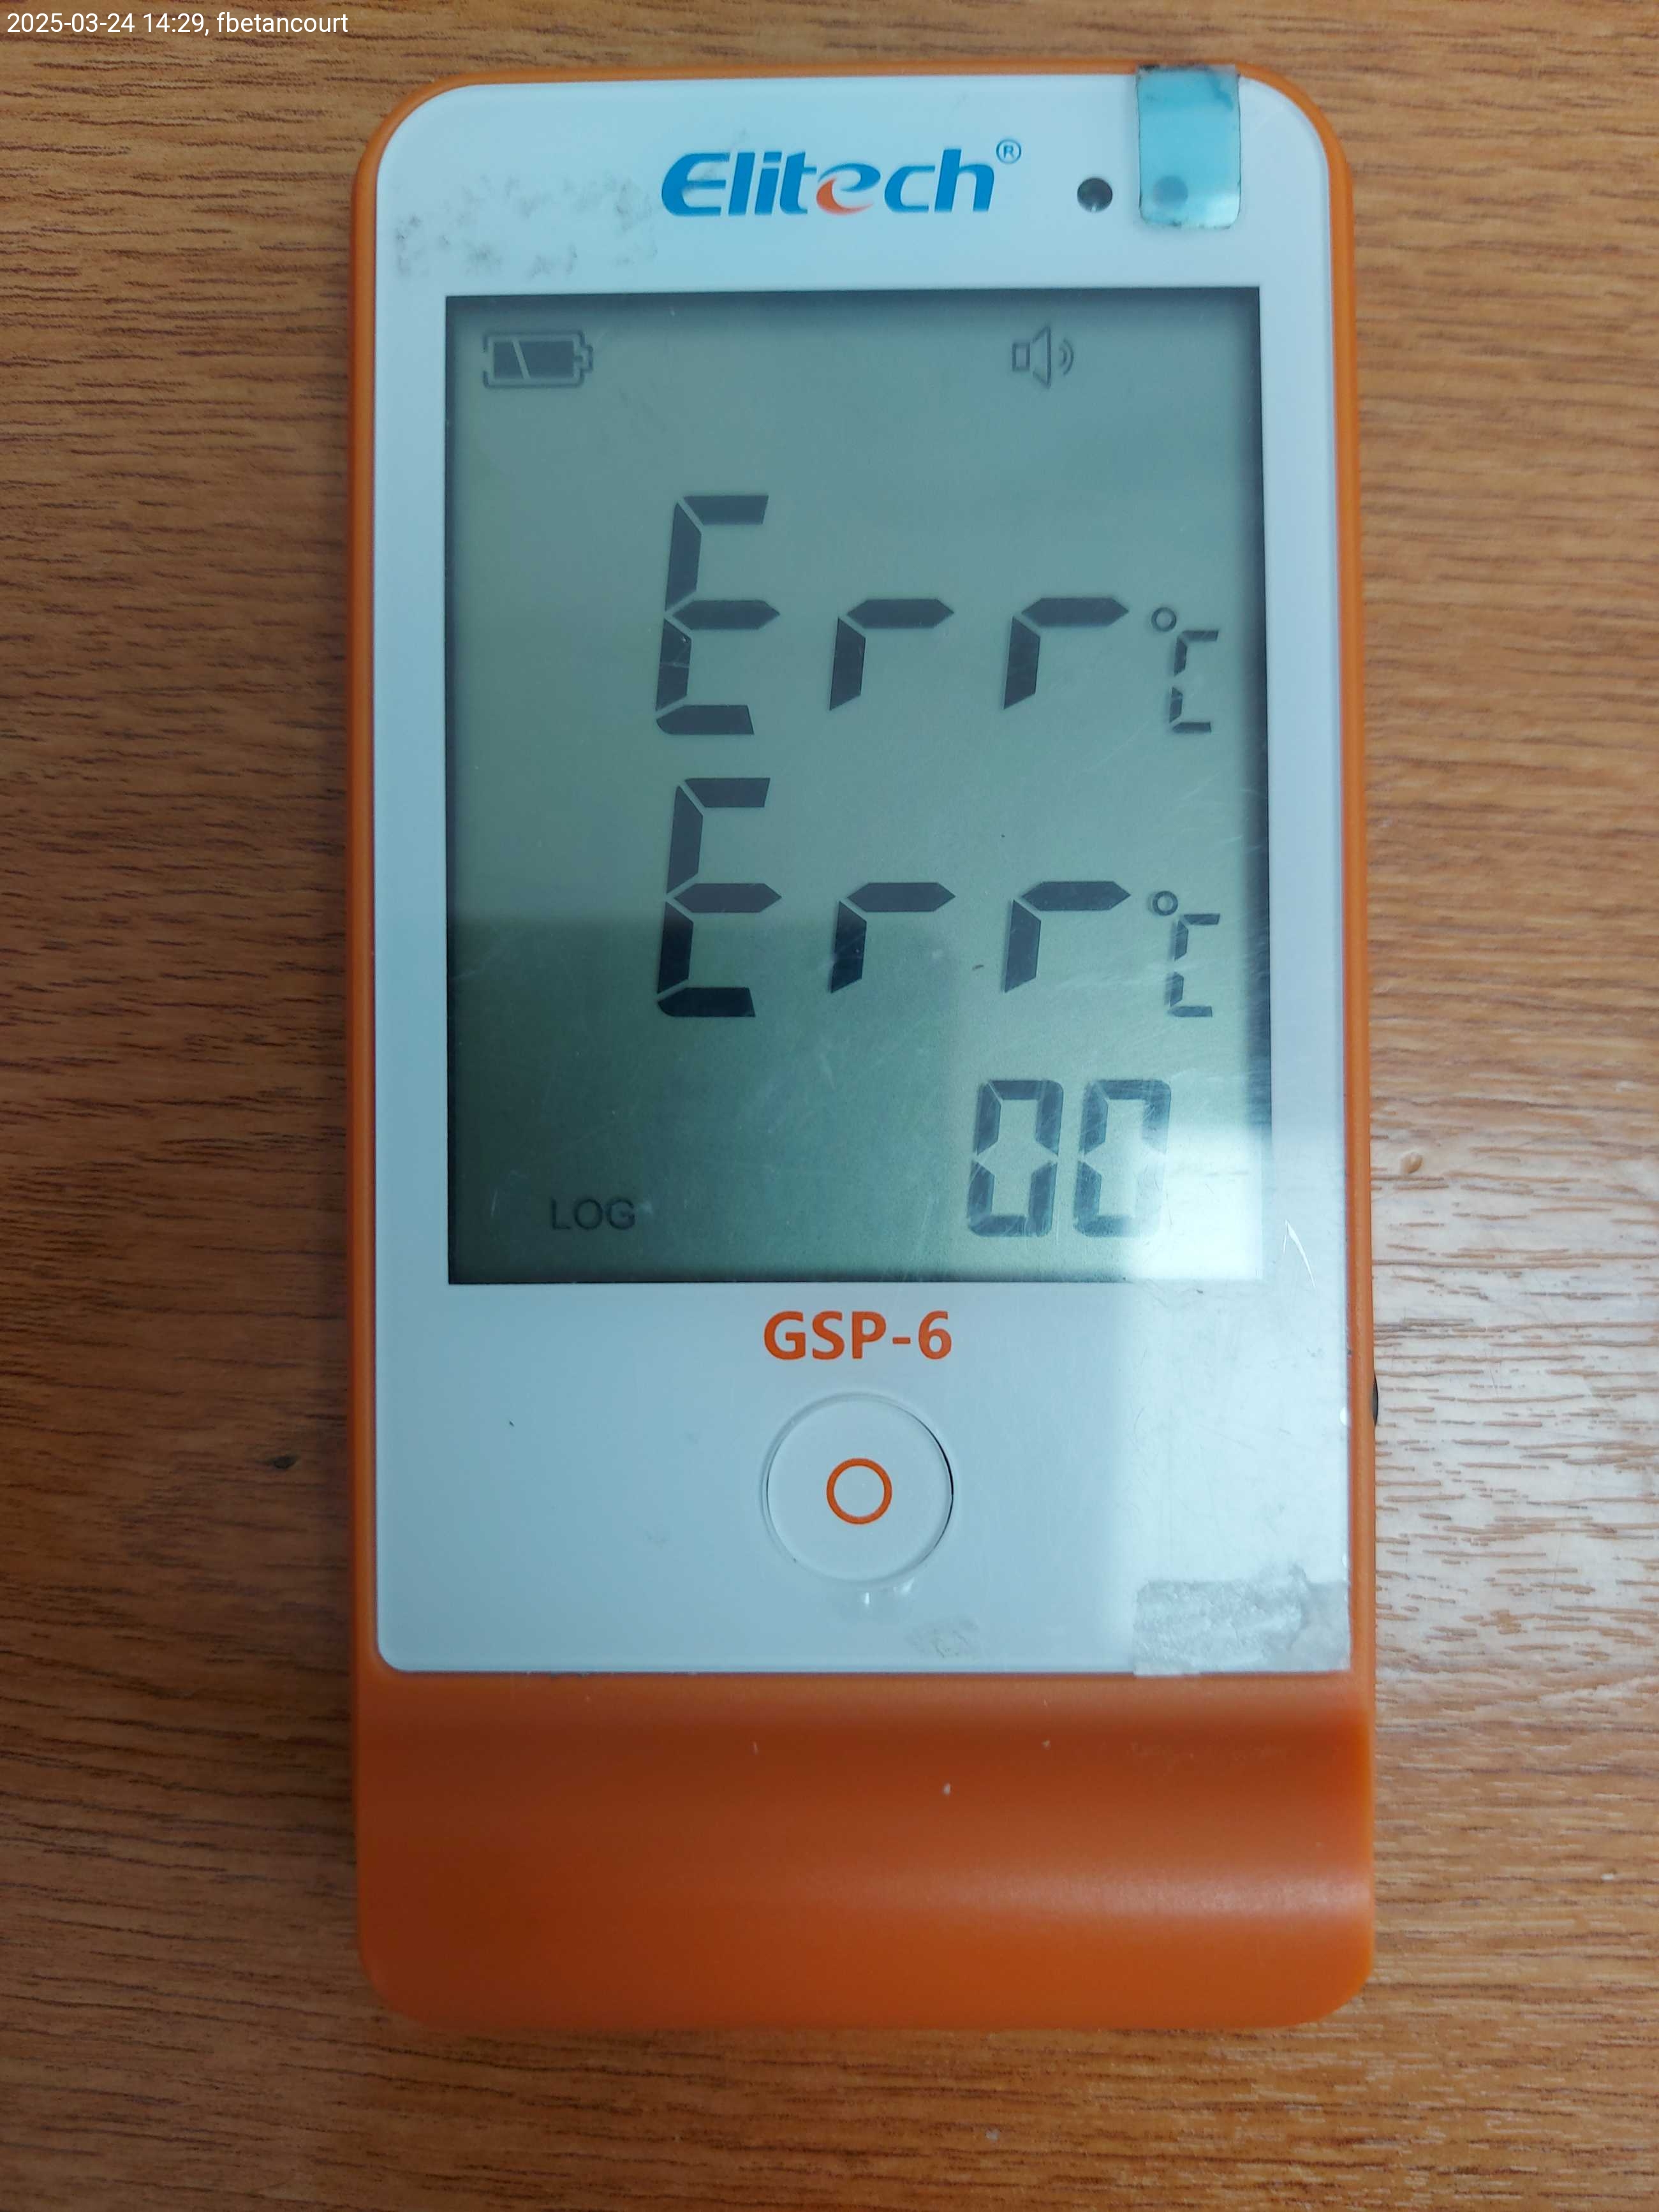 2025-03-24 14:29, fbetancourt
Elitech®
Err°C
Err°C
00
LOG
GSP-6